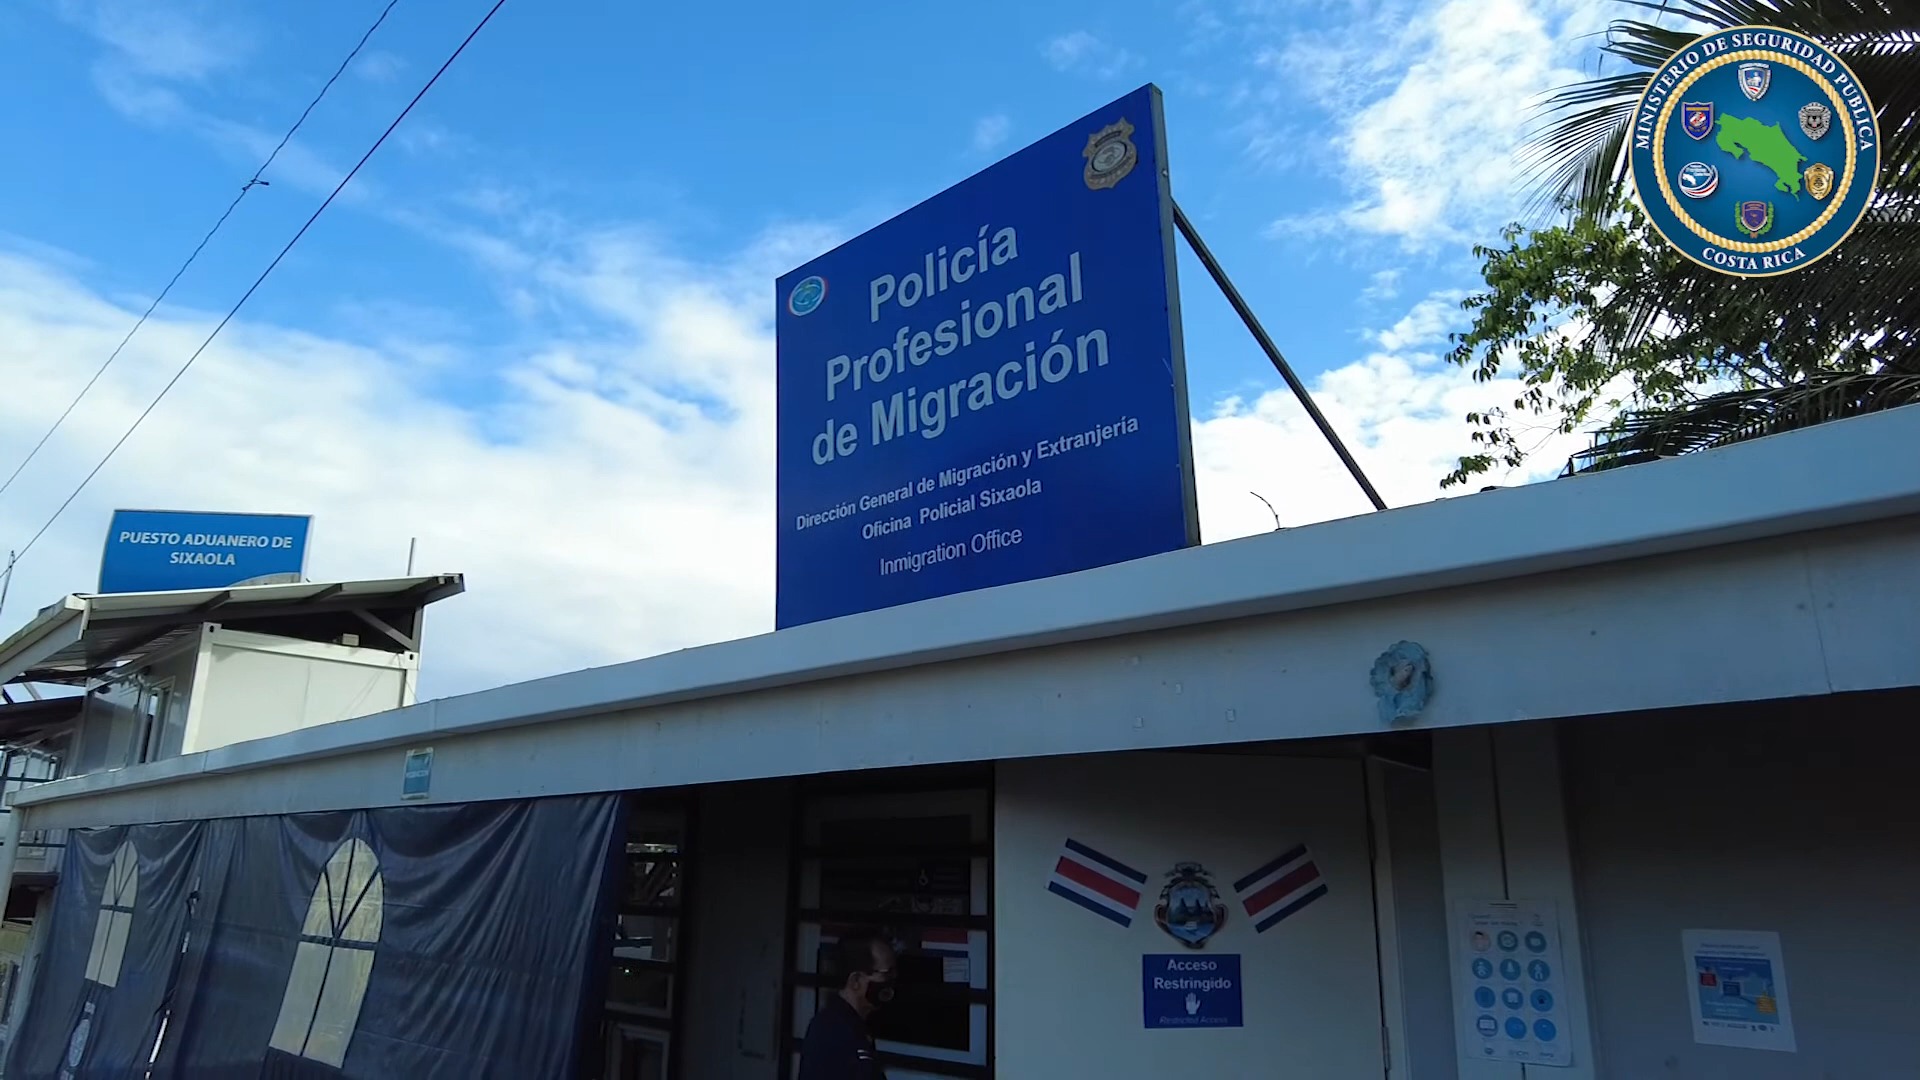 MINISTERIO DE SEGURIDAD PUBLICA
COSTA RICA
Policía
Profesional
de Migración
Dirección General de Migración y Extranjería
Oficina Policial Sixaola
Inmigration Office
PUESTO ADUANERO DE
SIXAOLA
Acceso
Restringido
Restricted Access